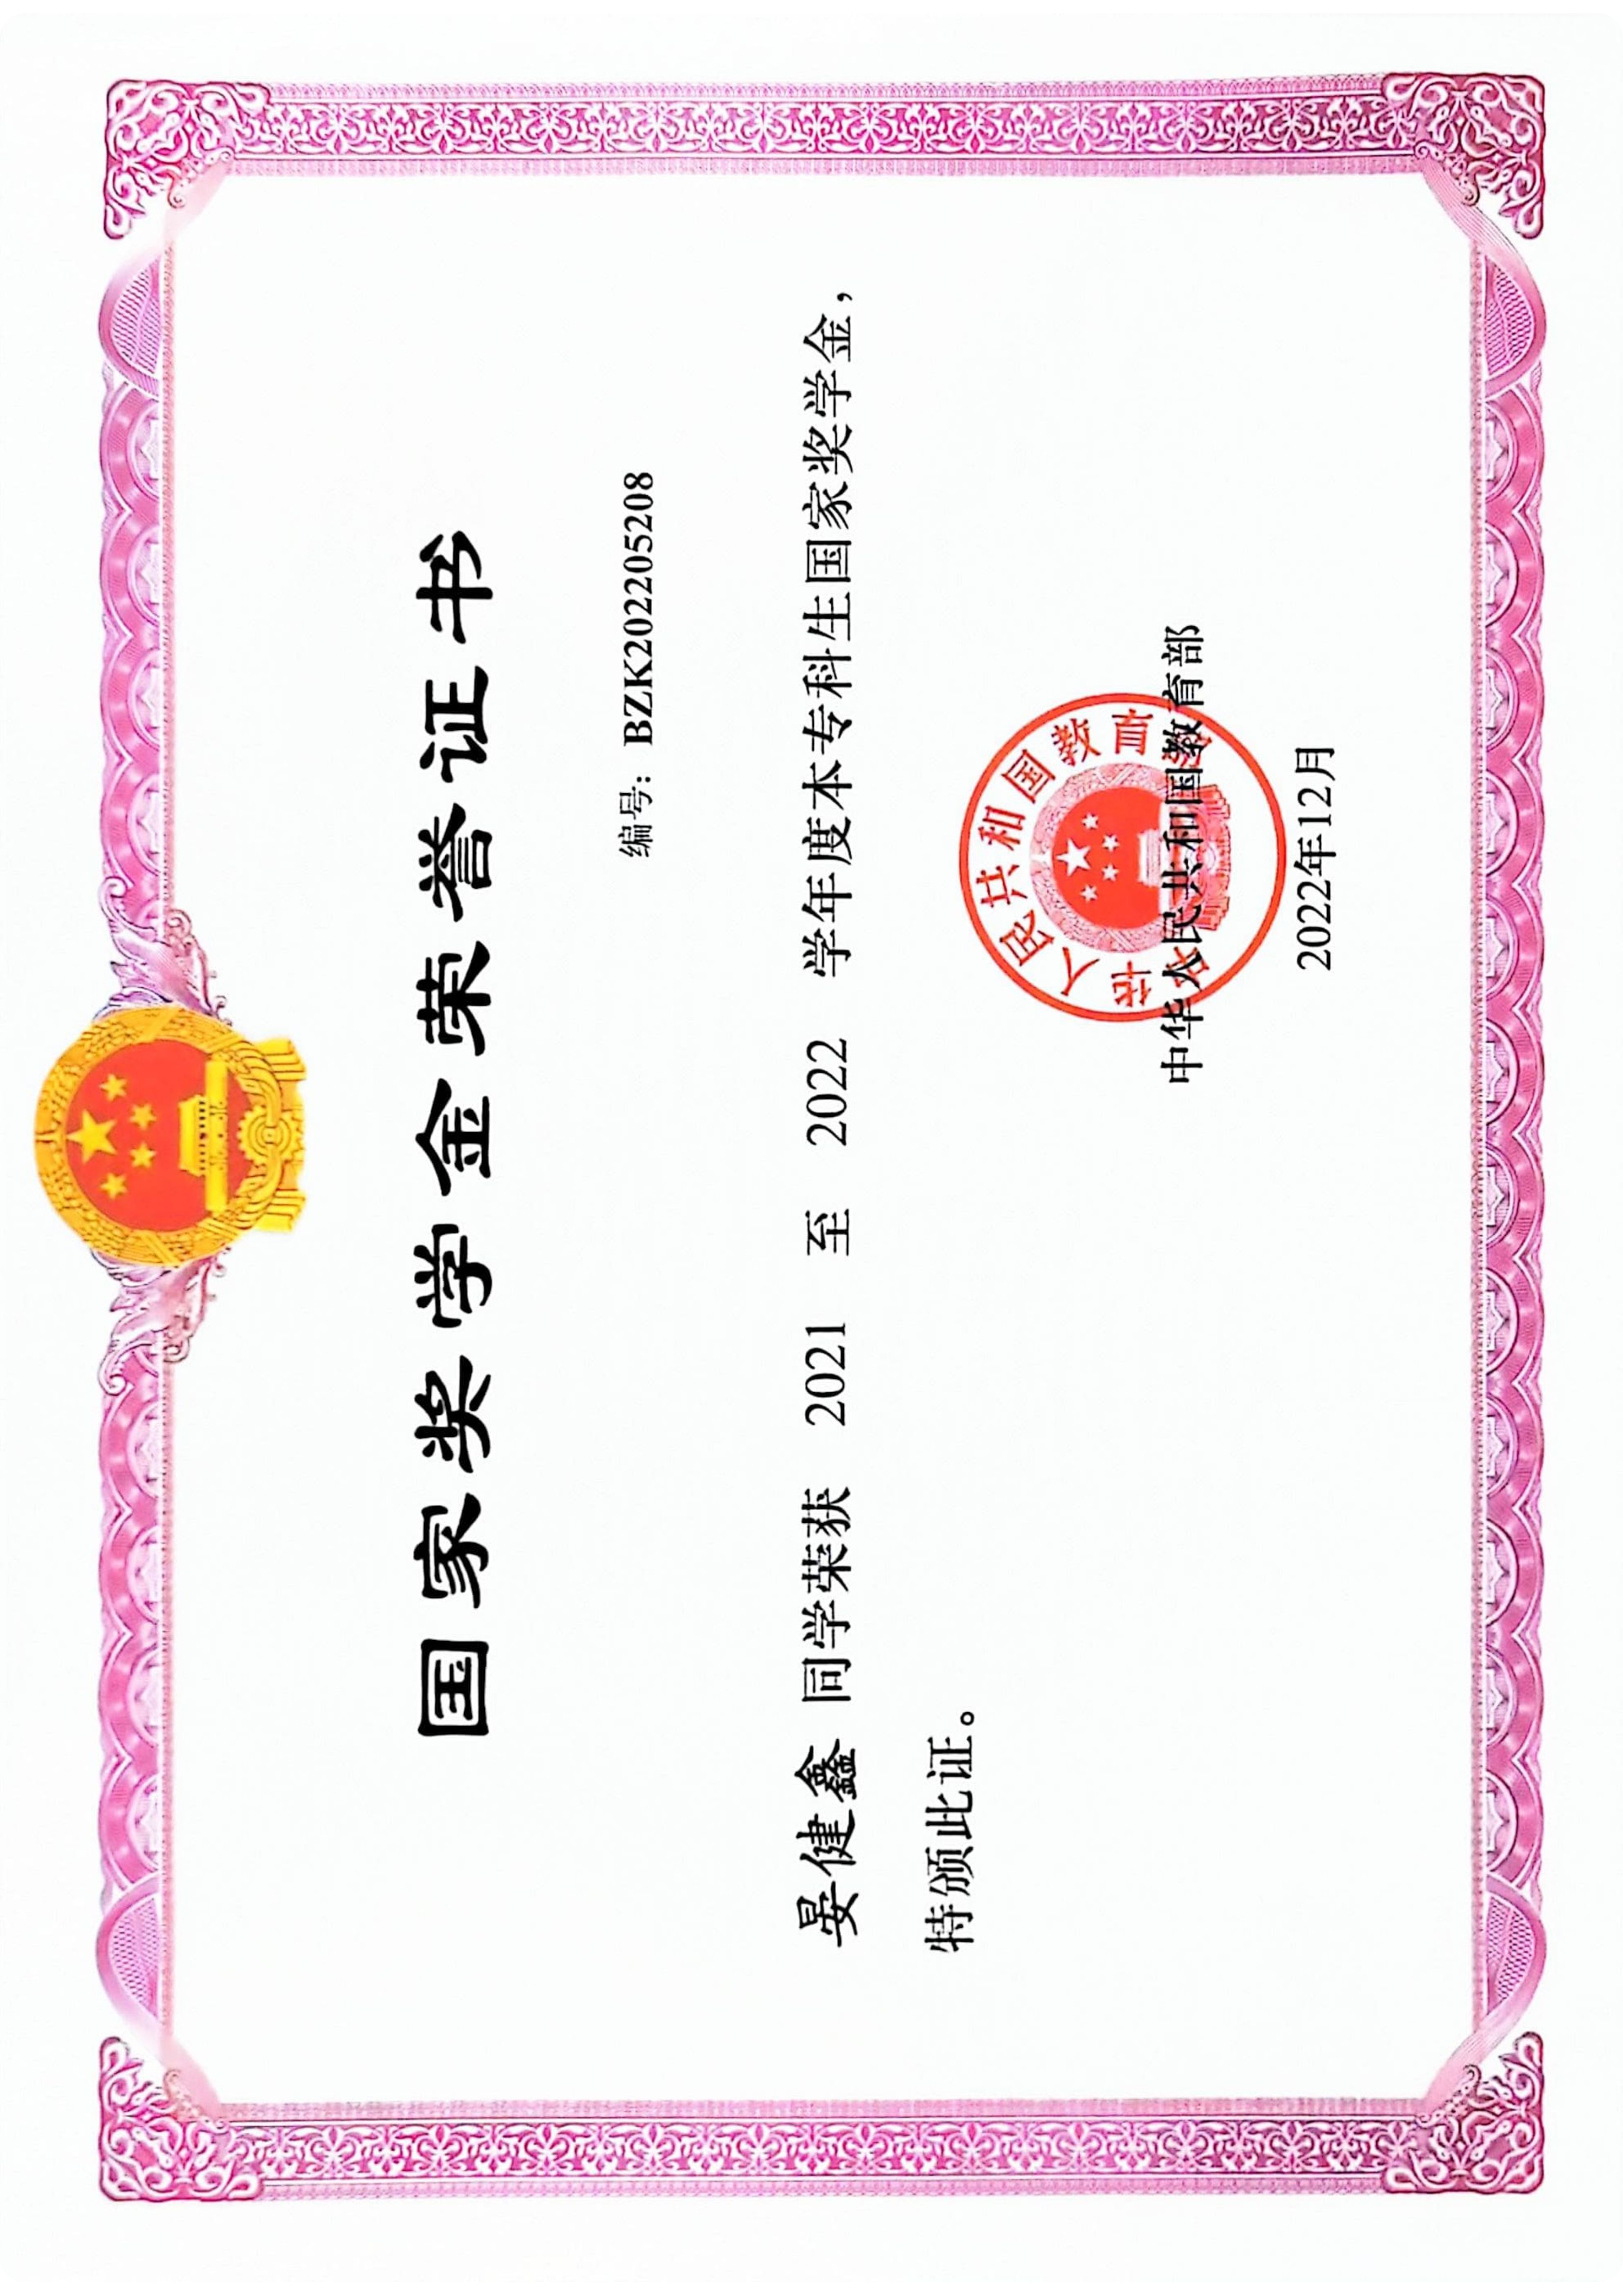 国家奖学金荣誉证书
编号：BZK202205208
晏健鑫 同学荣获 2021 至 2022 学年度本专科生国家奖学金，
特颁此证。
中华人民共和国教育部
中华人民共和国教育部
2022年12月